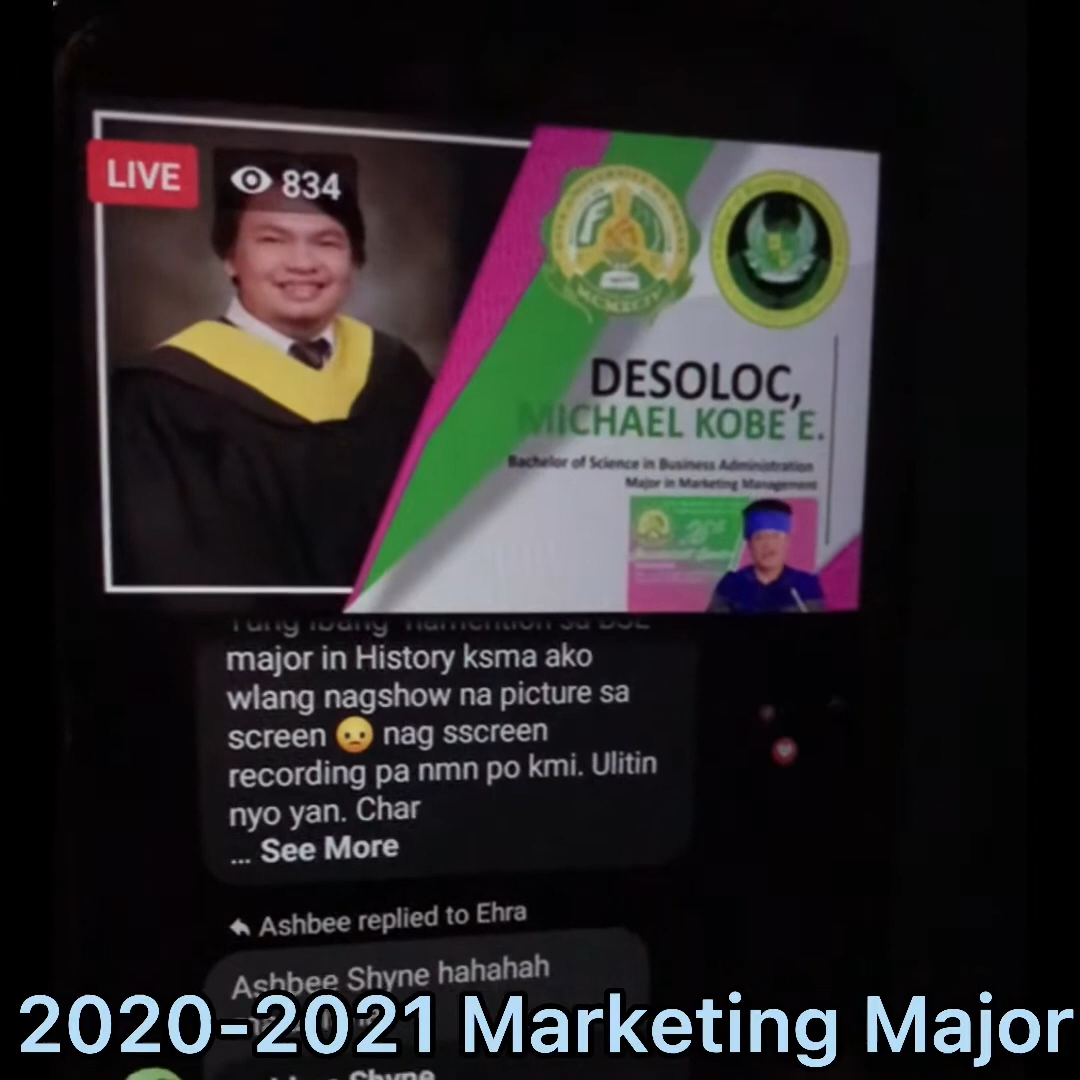 LIVE
834
DESOLOC,
MICHAEL KOBE E.
Bachelor of Science in Business Administration
Major in Marketing Management
major in History ksma ako
wlang nagshow na picture sa
screen 😳 nag sscreen
recording pa nmn po kmi. Ulitin
nyo yan. Char
... See More
Ashbee replied to Ehra
Ashbee Shyne hahahah
2020-2021 Marketing Major
Shyne